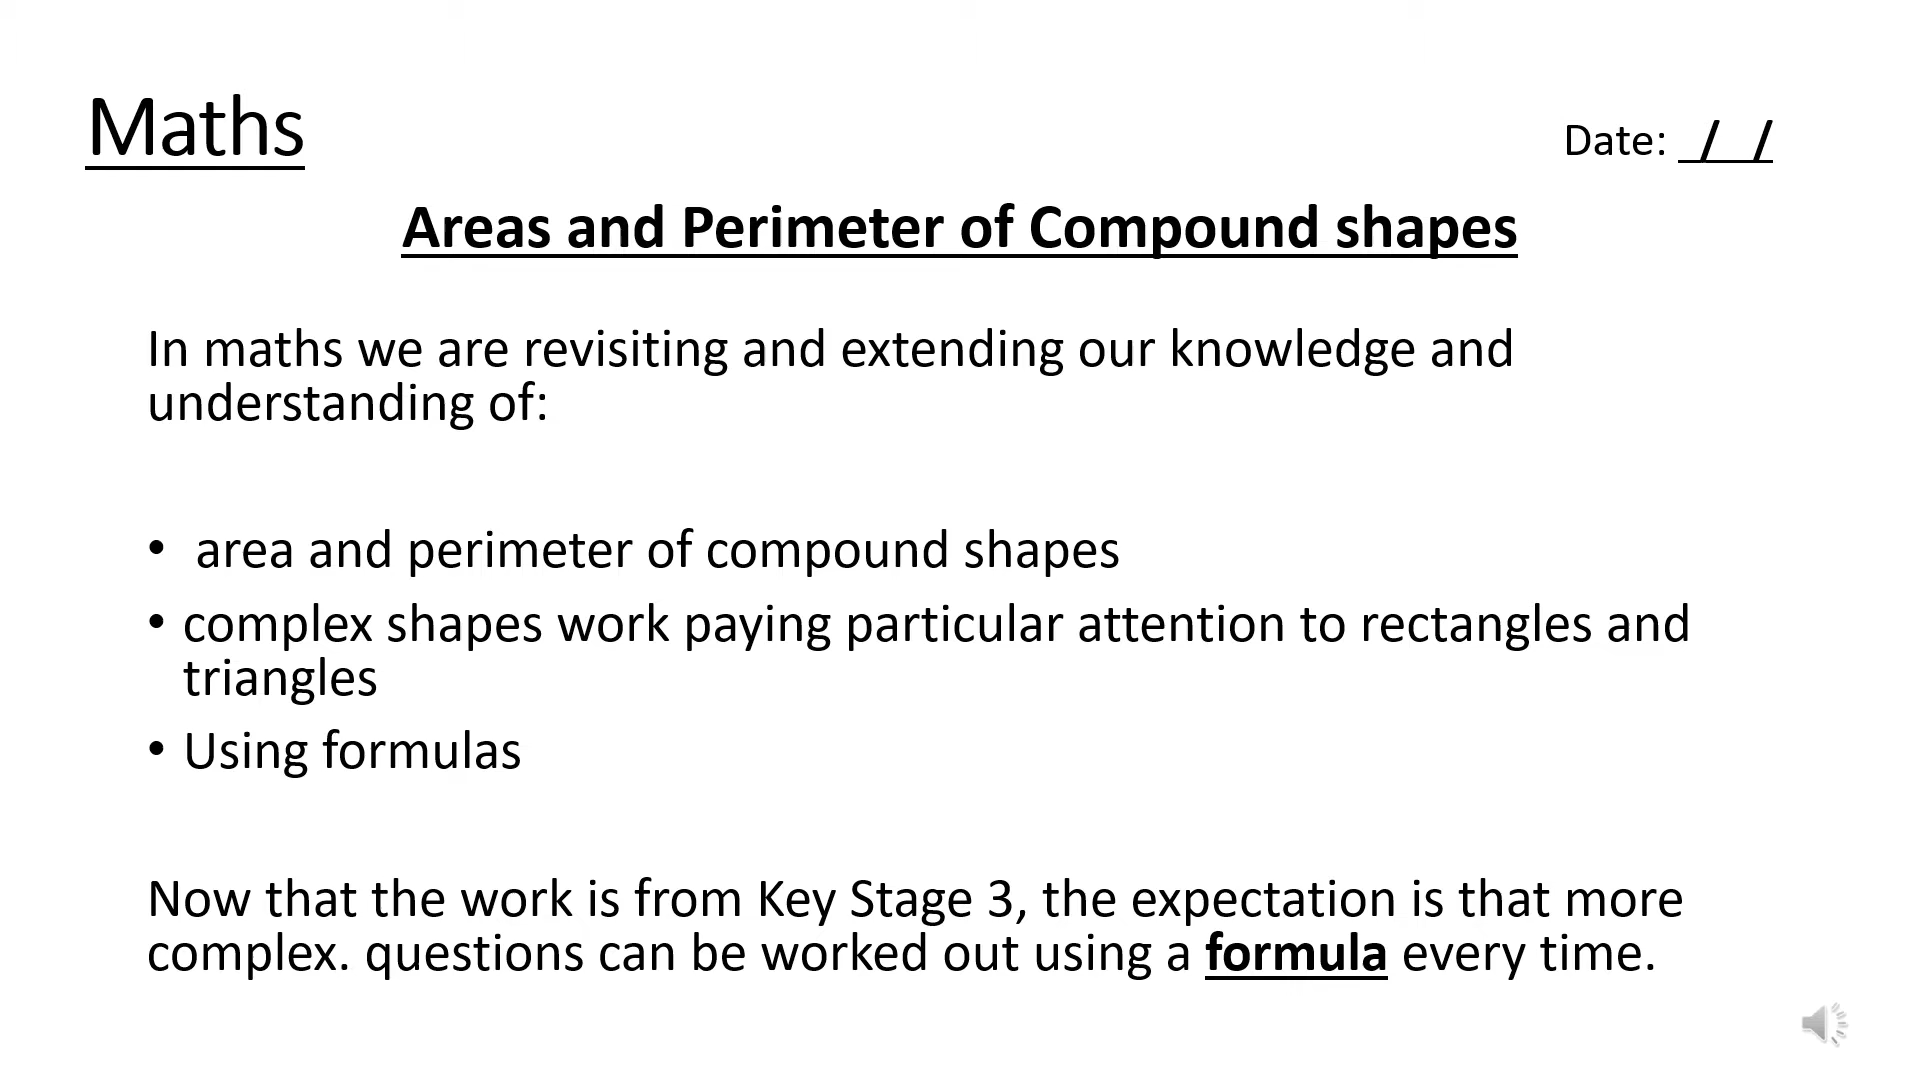 Maths
Date: _/_/
Areas and Perimeter of Compound shapes
In maths we are revisiting and extending our knowledge and
understanding of:
• area and perimeter of compound shapes
• complex shapes work paying particular attention to rectangles and
triangles
• Using formulas
Now that the work is from Key Stage 3, the expectation is that more
complex. questions can be worked out using a formula every time.